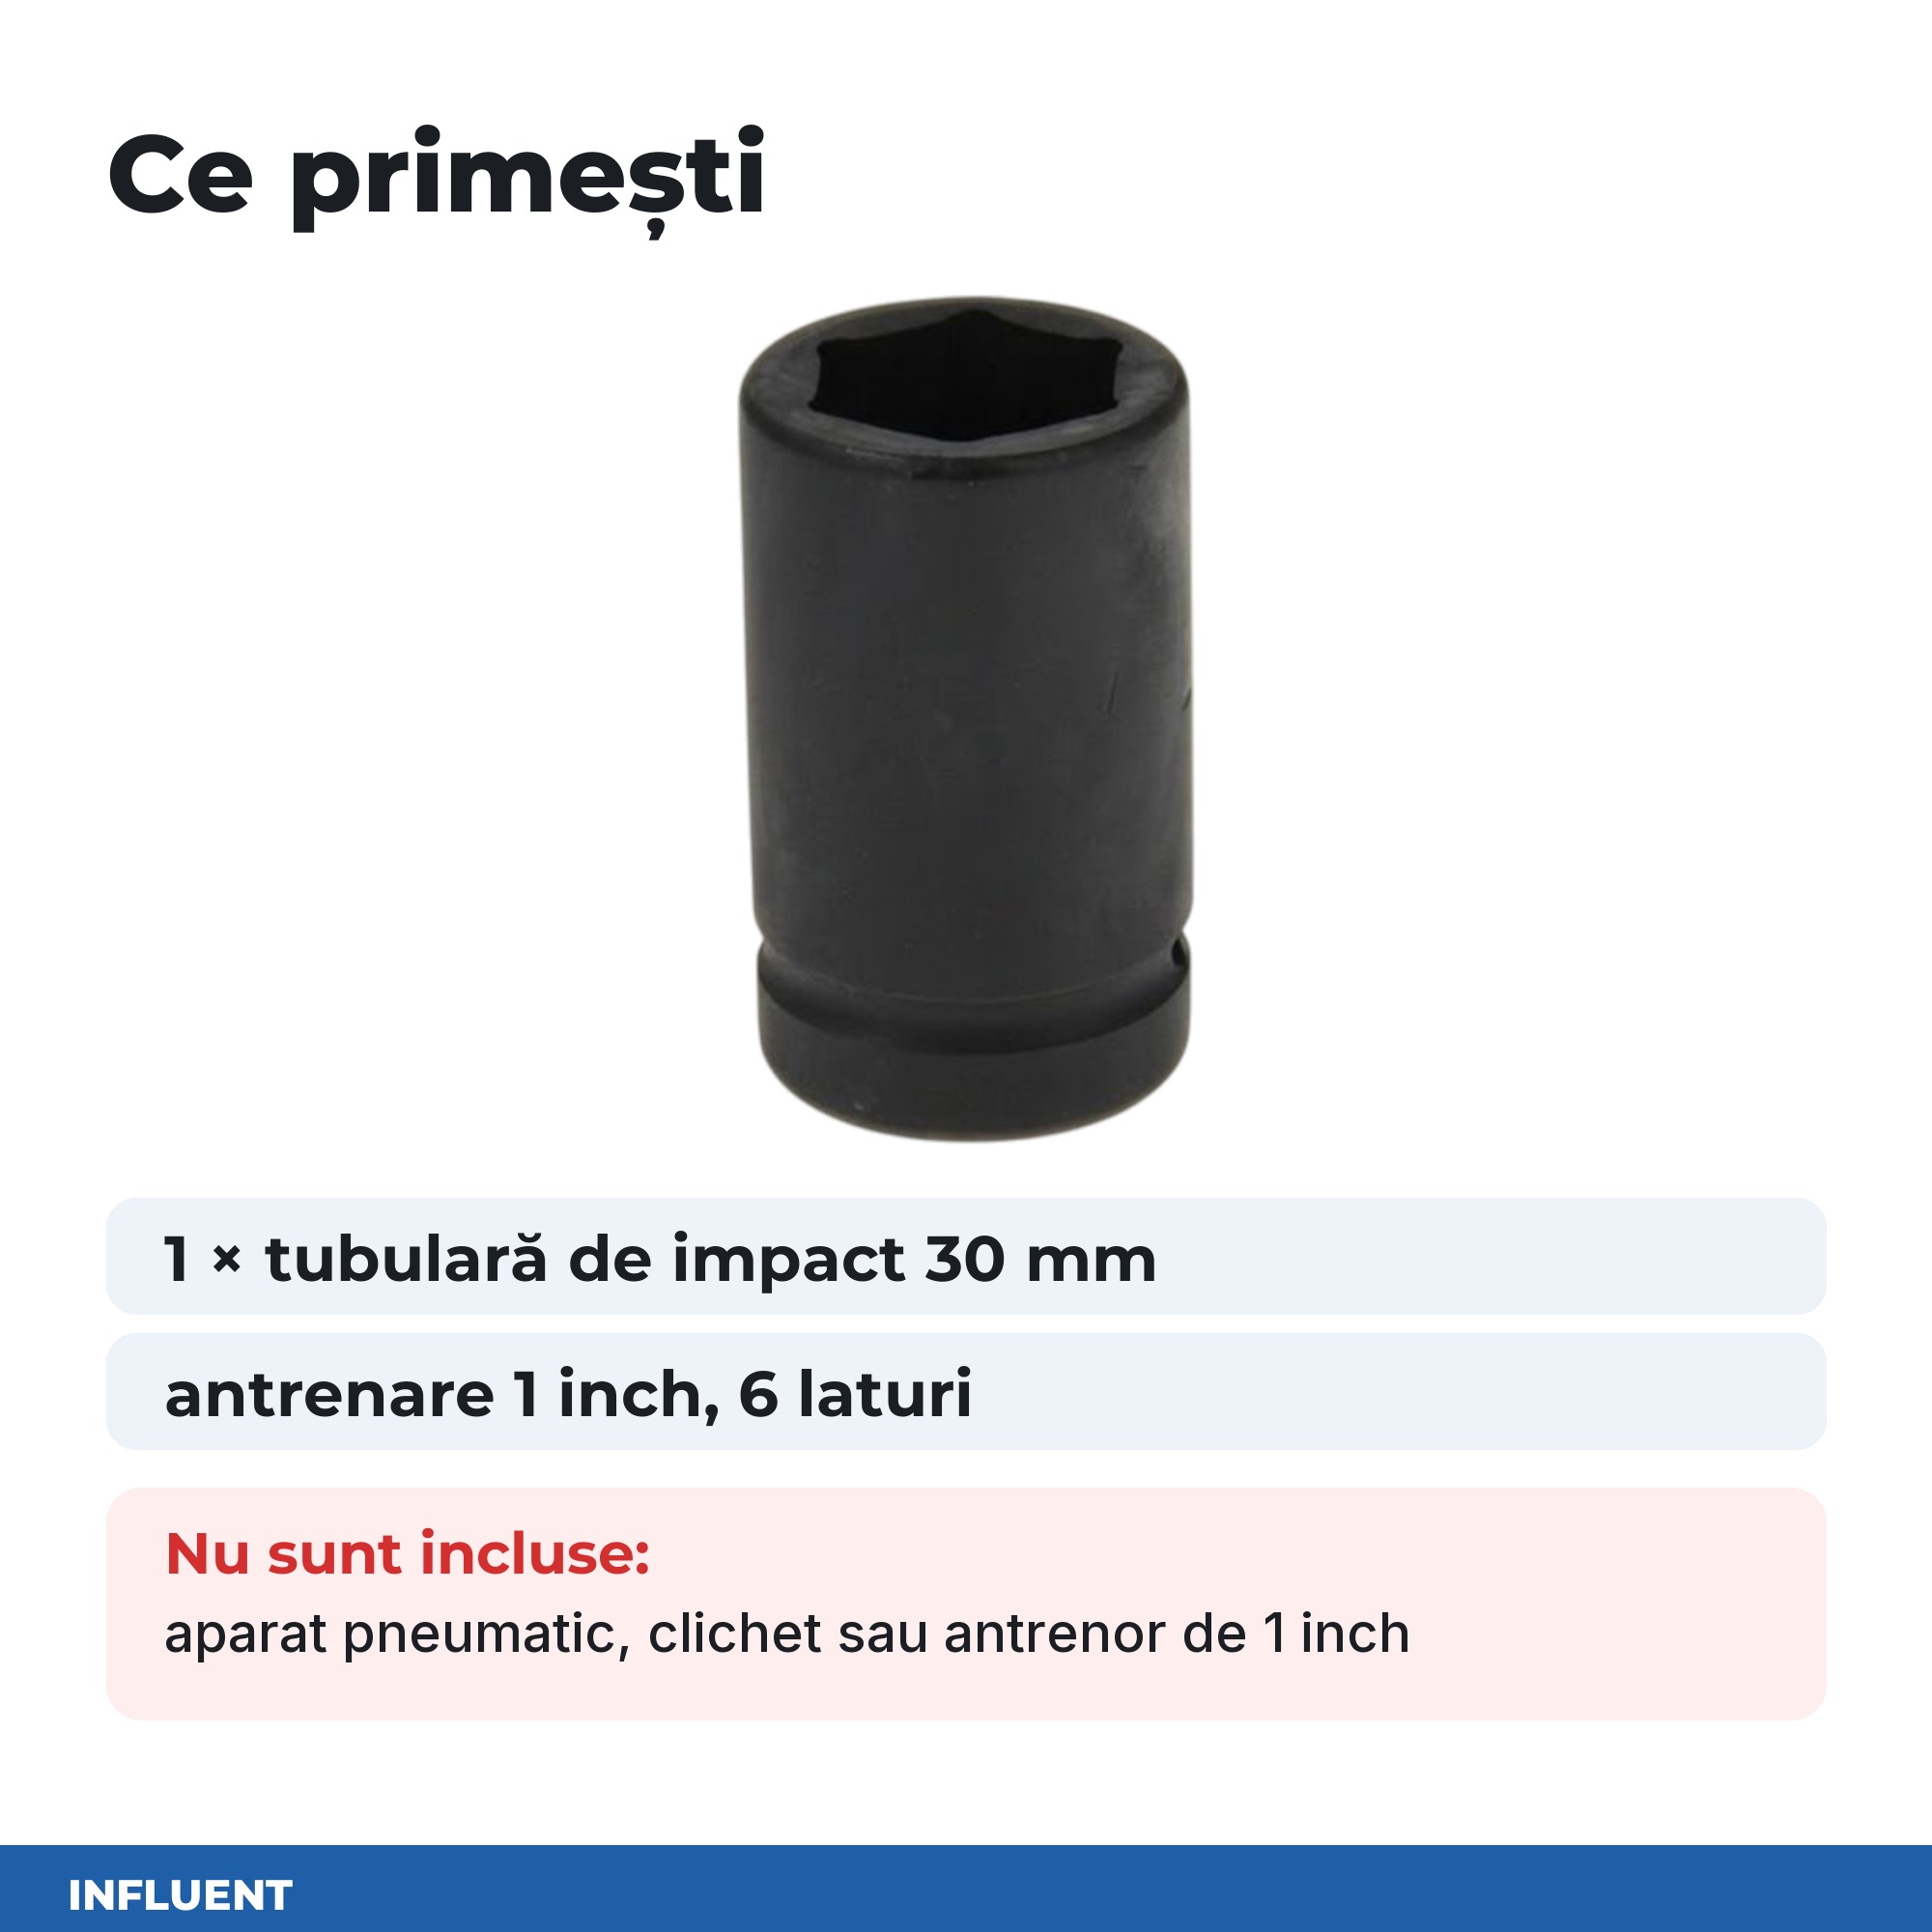 Ce primești
1 × tubulară de impact 30 mm
antrenare 1 inch, 6 laturi
Nu sunt incluse:
aparat pneumatic, clichet sau antrenor de 1 inch
INFLUENT